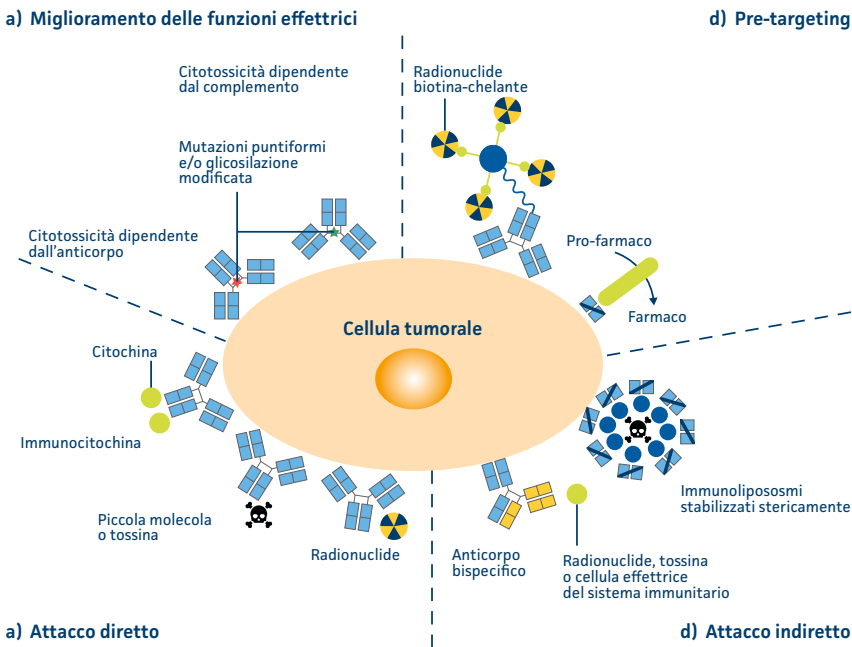 a) Miglioramento delle funzioni effettrici
d) Pre-targeting
Citotossicità dipendente
dal complemento
Radionuclide
biotina-chelante
Mutazioni puntiformi
e/o glicosilazione
modificata
Citotossicità dipendente
dall'anticorpo
Pro-farmaco
Farmaco
Cellula tumorale
Citochina
Immunocitochina
Piccola molecola
o tossina
Radionuclide
Anticorpo
bispecifico
Radionuclide, tossina
o cellula effettrice
del sistema immunitario
Immunolipososmi
stabilizzati stericamente
a) Attacco diretto
d) Attacco indiretto